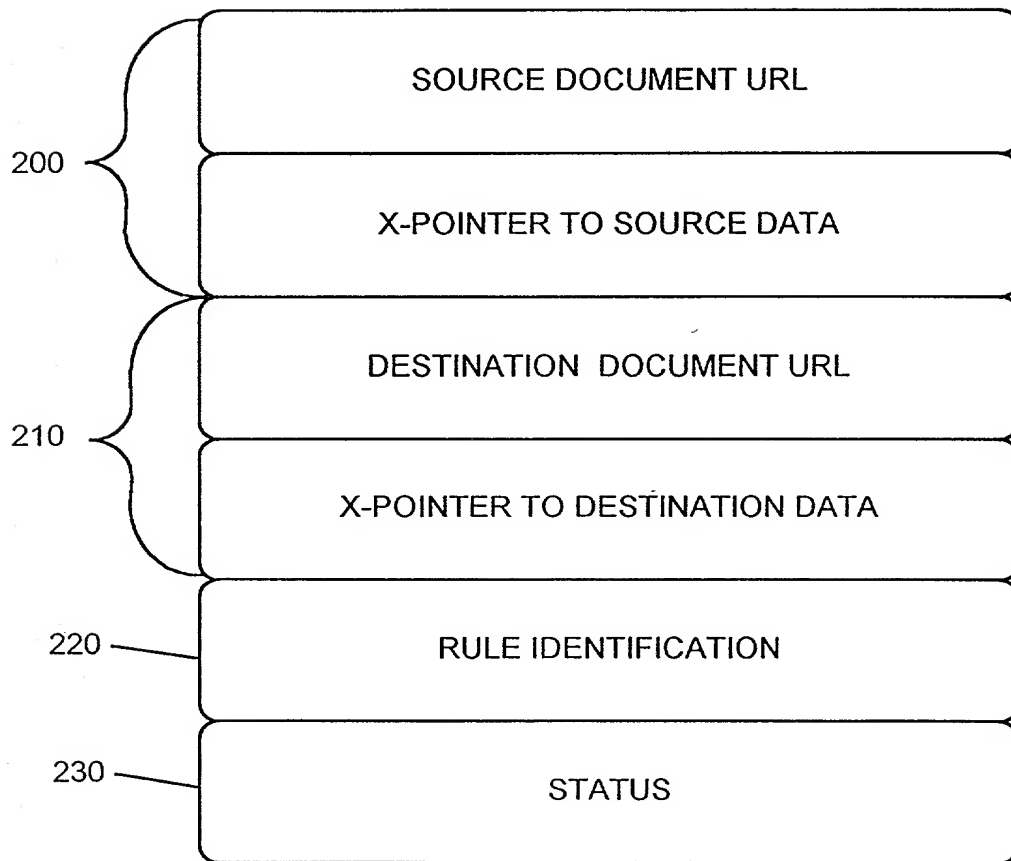 SOURCE DOCUMENT URL
200
X-POINTER TO SOURCE DATA
DESTINATION DOCUMENT URL
210
X-POINTER TO DESTINATION DATA
220
RULE IDENTIFICATION
230
STATUS